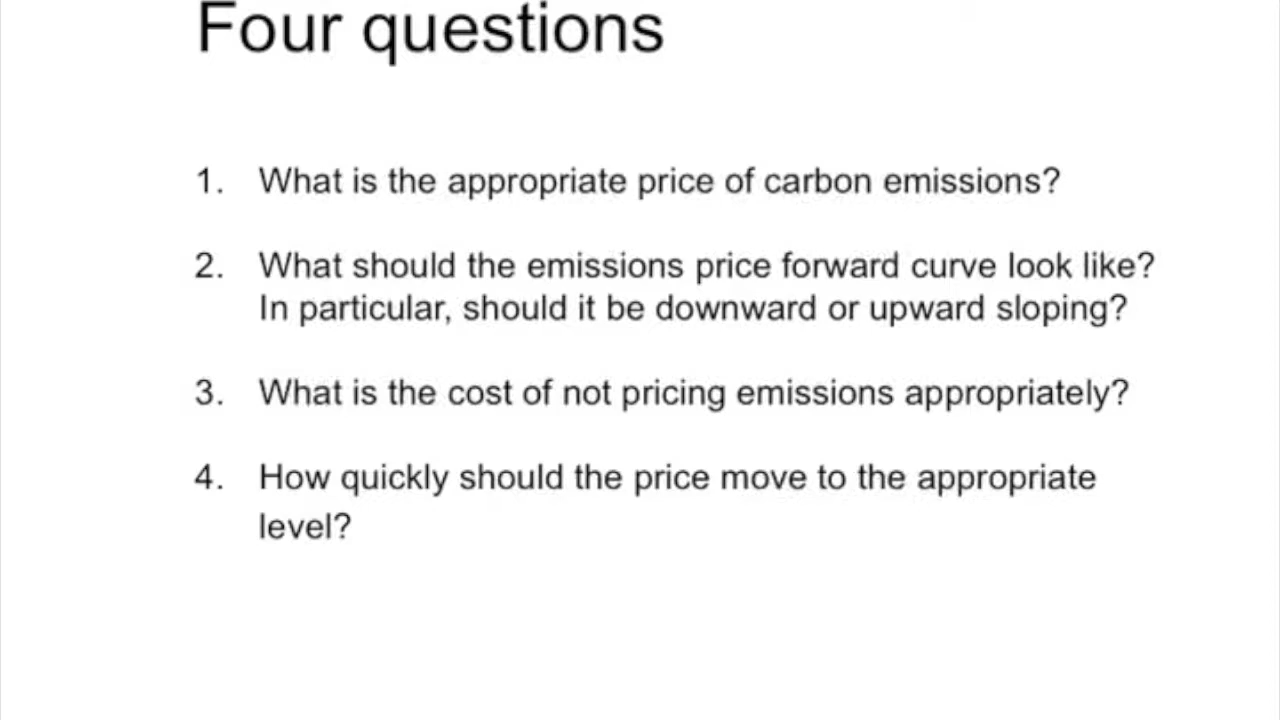 Four questions
1. What is the appropriate price of carbon emissions?
2. What should the emissions price forward curve look like?
In particular, should it be downward or upward sloping?
3. What is the cost of not pricing emissions appropriately?
4. How quickly should the price move to the appropriate
level?